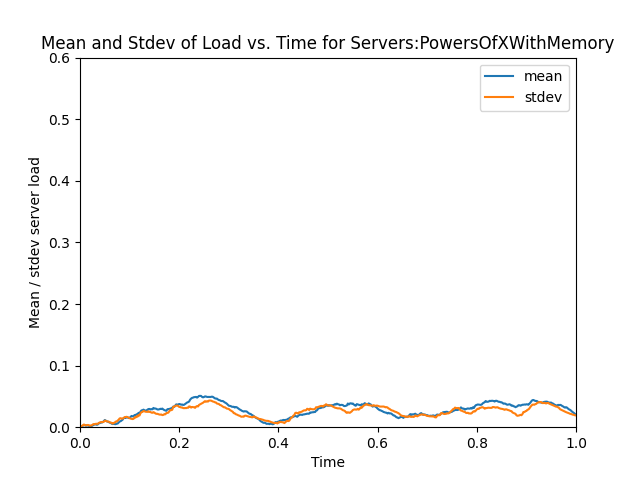 Mean and Stdev of Load vs. Time for Servers:PowersOfXWithMemory
mean
stdev
Mean / stdev server load
0.6
0.5
0.4
0.3
0.2
0.1
0.0
0.0 0.2 0.4 0.6 0.8 1.0
Time